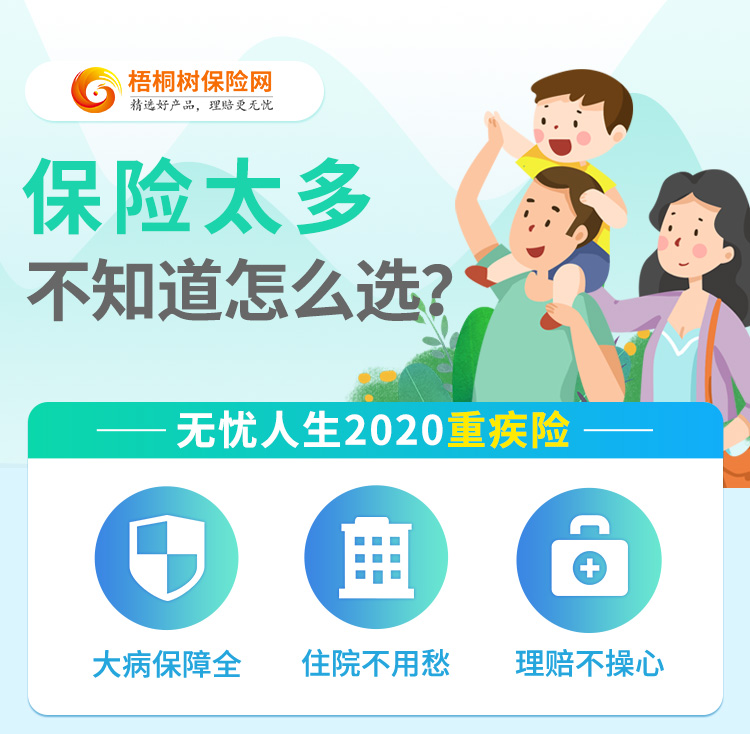 梧桐树保险网
精选好产品，理赔更无忧
保险太多
不知道怎么选？
无忧人生2020重疾险
大病保障全
住院不用愁
理赔不操心